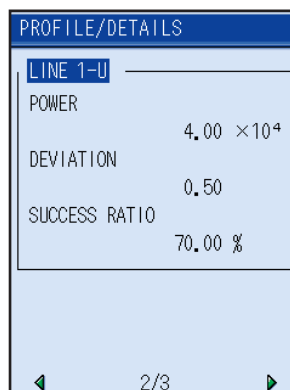 PROFILE/DETAILS
LINE 1-U
POWER
4.00 ×10⁴
DEVIATION
0.50
SUCCESS RATIO
70.00 %
2/3